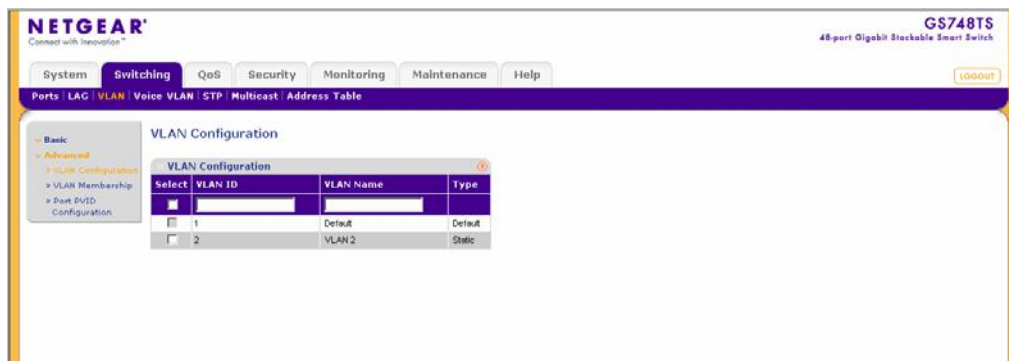 NETGEAR®
Connect with Innovation™
GS748TS
48-port Gigabit Stackable Smart Switch
System Switching QoS Security Monitoring Maintenance Help
LOGOUT
Ports LAG VLAN Voice VLAN STP Multicast Address Table
Basic
Advanced
VLAN Configuration
VLAN Membership
Port PVID
Configuration
VLAN Configuration
VLAN Configuration
Select VLAN ID VLAN Name Type
1 Default Default
2 VLAN 2 Static